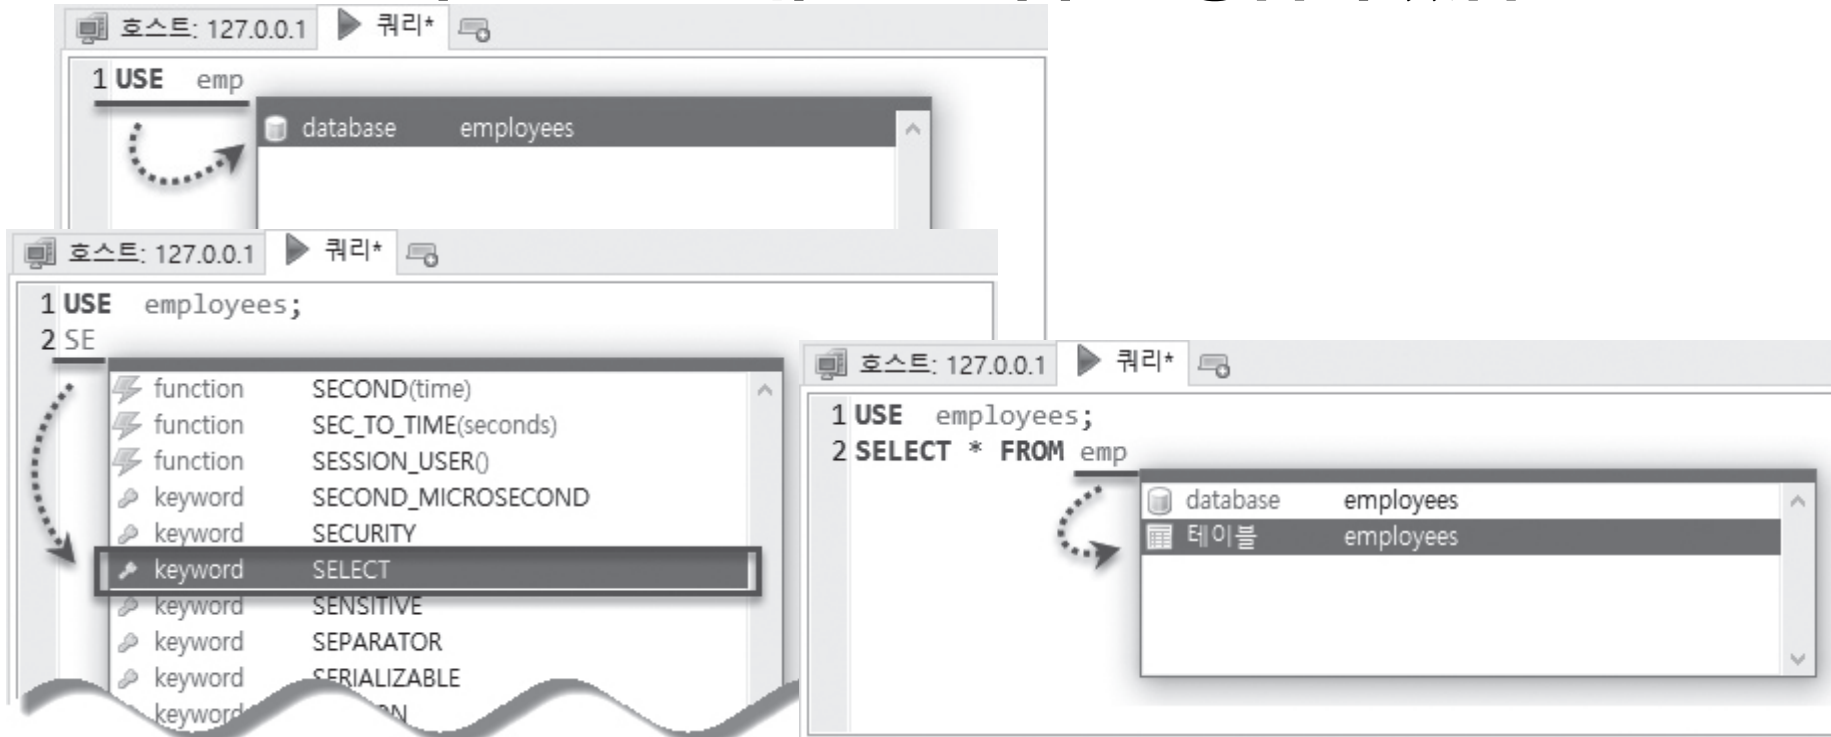 호스트: 127.0.0.1 쿼리*
1 USE emp
database employees
호스트: 127.0.0.1 쿼리*
1 USE employees;
2 SE
function SECOND(time)
function SEC_TO_TIME(seconds)
function SESSION_USER()
keyword SECOND_MICROSECOND
keyword SECURITY
keyword SELECT
keyword SENSITIVE
keyword SEPARATOR
keyword SERIALIZABLE
keyword
호스트: 127.0.0.1 쿼리*
1 USE employees;
2 SELECT * FROM emp
database employees
테이블 employees